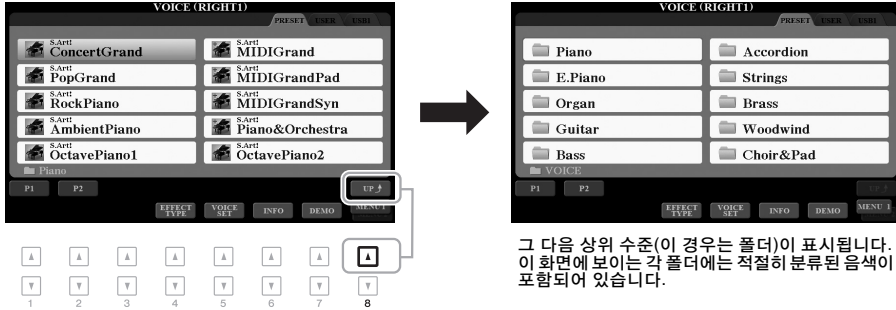 VOICE (RIGHT1)
PRESET USER USB1
S.Art! ConcertGrand
S.Art! MIDIGrand
S.Art! PopGrand
S.Art! MIDIGrandPad
S.Art! RockPiano
S.Art! MIDIGrandSyn
S.Art! AmbientPiano
S.Art! Piano&Orchestra
S.Art! OctavePiano1
S.Art! OctavePiano2
Piano
P1 P2 UP
EFFECT TYPE VOICE SET INFO DEMO MENU 1
1 2 3 4 5 6 7 8
VOICE (RIGHT1)
PRESET USER USB1
Piano Accordion
E.Piano Strings
Organ Brass
Guitar Woodwind
Bass Choir&Pad
VOICE
P1 P2 UP
EFFECT TYPE VOICE SET INFO DEMO MENU 1
그 다음 상위 수준(이 경우는 폴더)이 표시됩니다.
이 화면에 보이는 각 폴더에는 적절히 분류된 음색이
포함되어 있습니다.